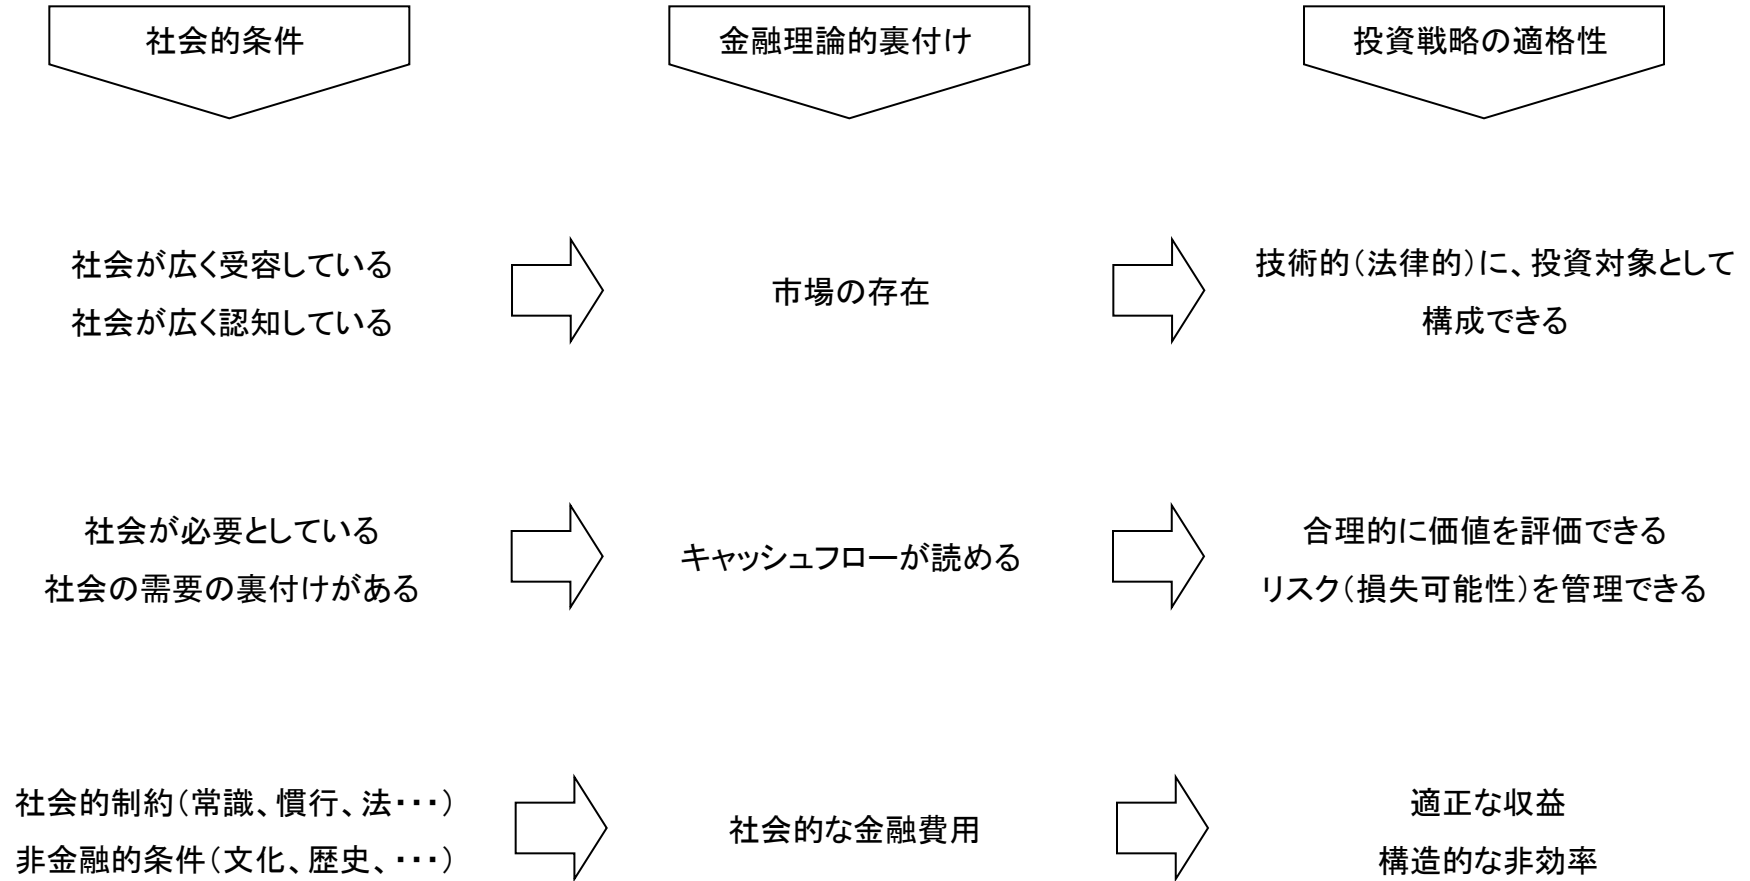 社会的条件
金融理論的裏付け
投資戦略の適格性
社会が広く受容している
社会が広く認知している
市場の存在
技術的(法律的)に、投資対象として
構成できる
社会が必要としている
社会の需要の裏付けがある
キャッシュフローが読める
合理的に価値を評価できる
リスク(損失可能性)を管理できる
社会的制約(常識、慣行、法・・・)
非金融的条件(文化、歴史、・・・)
社会的な金融費用
適正な収益
構造的な非効率